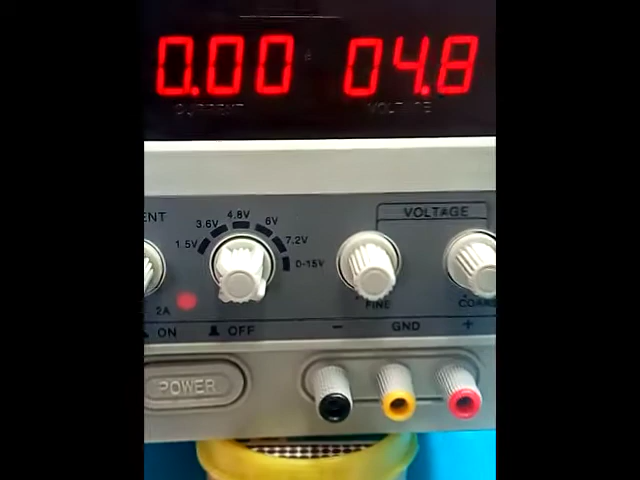 0.00 A 04.8
CURRENT VOLTAGE
ENT VOLTAGE
3.6V 4.8V 6V
1.5V 7.2V
0-15V
2A FINE COARS
ON OFF − GND +
POWER